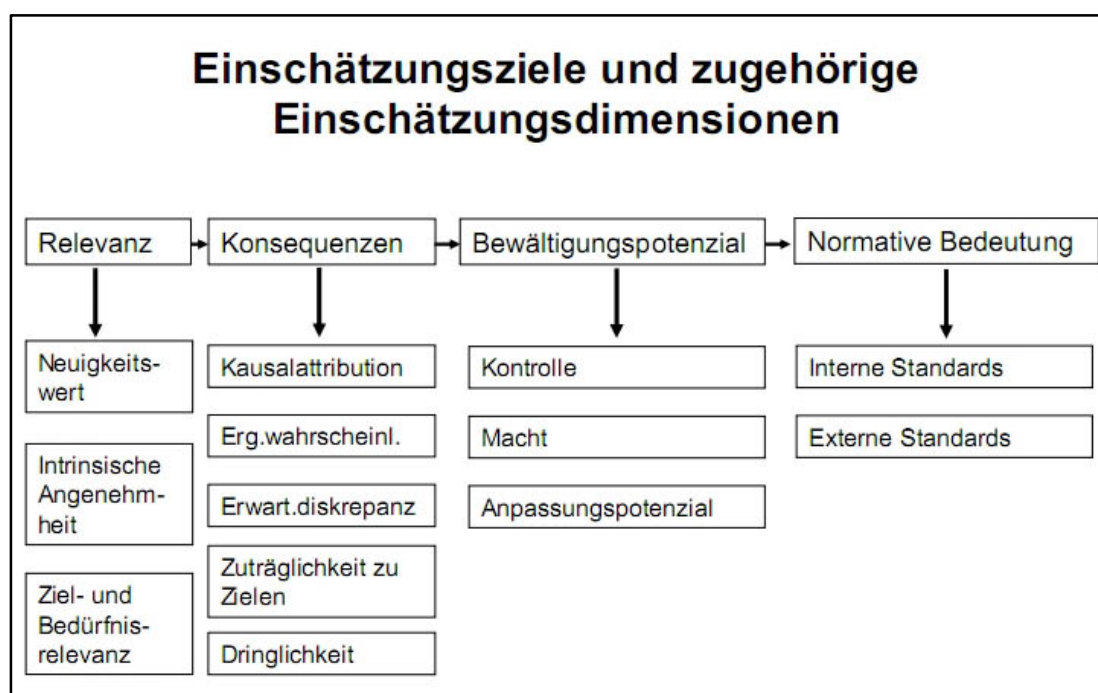 Einschätzungsziele und zugehörige
Einschätzungsdimensionen
Relevanz
Konsequenzen
Bewältigungspotenzial
Normative Bedeutung
Neuigkeits-
wert
Intrinsische
Angenehm-
heit
Ziel- und
Bedürfnis-
relevanz
Kausalattribution
Erg.wahrscheinl.
Erwart.diskrepanz
Zuträglichkeit zu
Zielen
Dringlichkeit
Kontrolle
Macht
Anpassungspotenzial
Interne Standards
Externe Standards